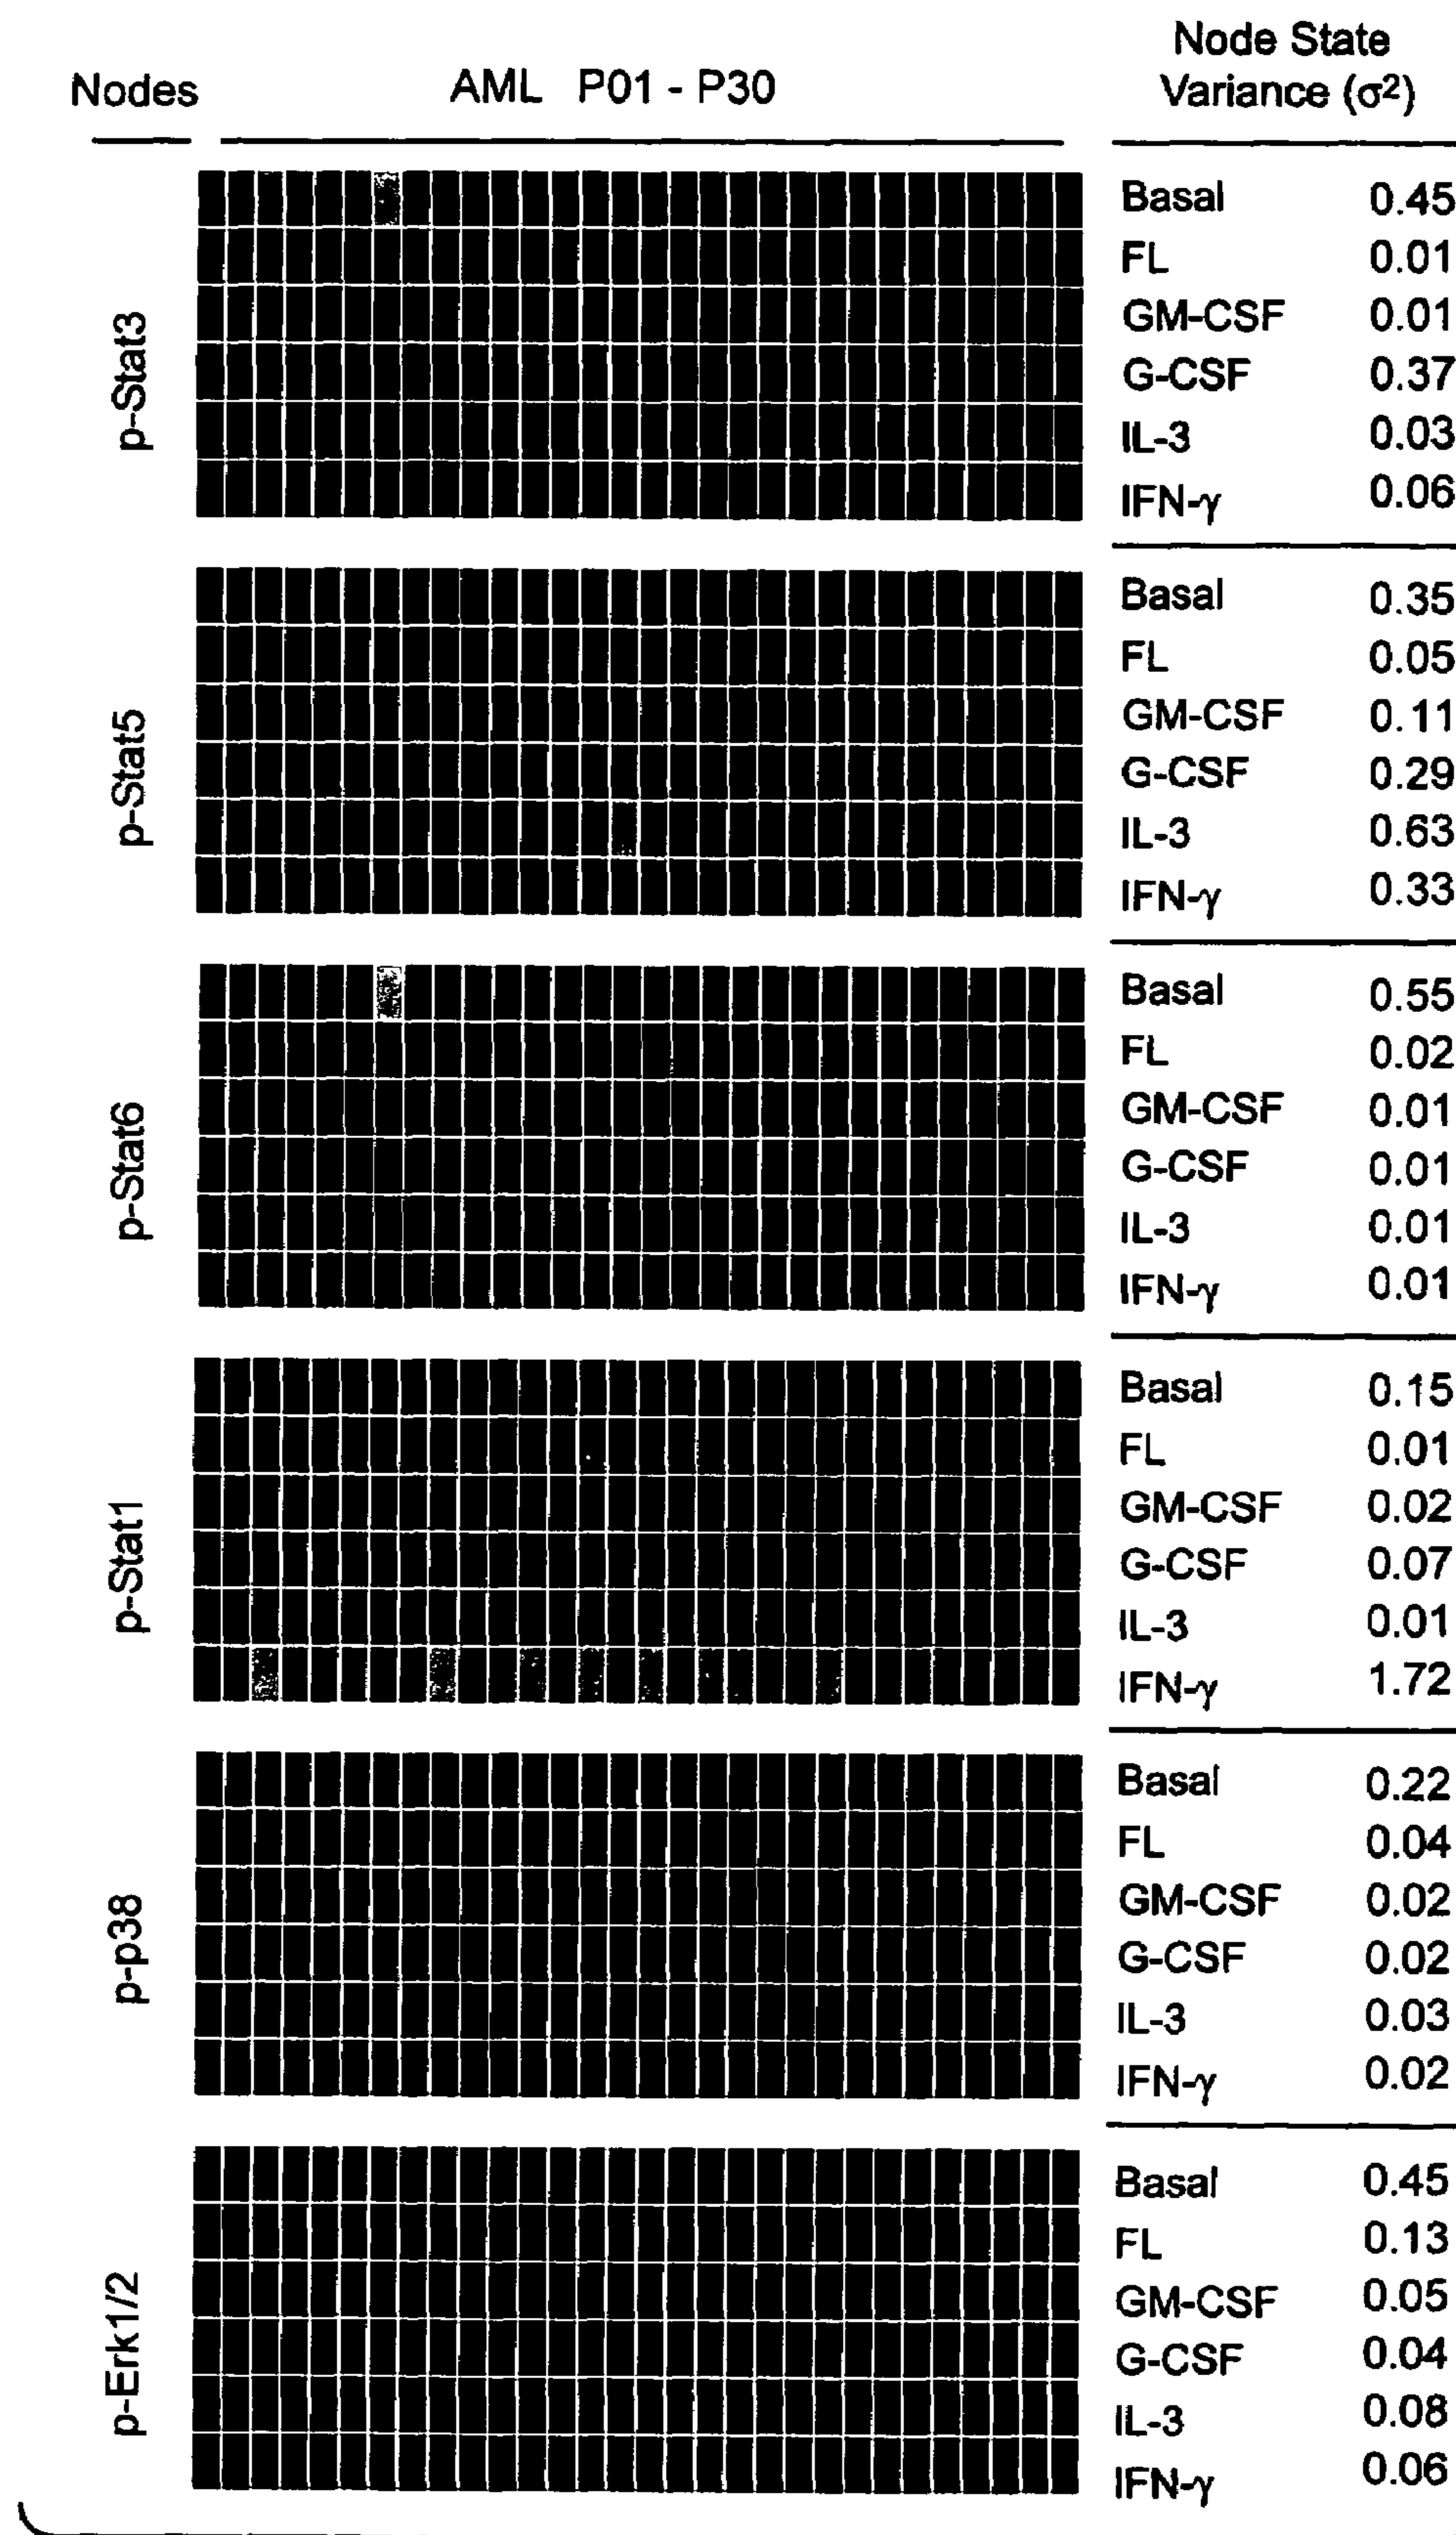 Node State
Nodes AML P01 - P30 Variance (σ²)
p-Stat3
Basal 0.45
FL 0.01
GM-CSF 0.01
G-CSF 0.37
IL-3 0.03
IFN-γ 0.06
p-Stat5
Basal 0.35
FL 0.05
GM-CSF 0.11
G-CSF 0.29
IL-3 0.63
IFN-γ 0.33
p-Stat6
Basal 0.55
FL 0.02
GM-CSF 0.01
G-CSF 0.01
IL-3 0.01
IFN-γ 0.01
p-Stat1
Basal 0.15
FL 0.01
GM-CSF 0.02
G-CSF 0.07
IL-3 0.01
IFN-γ 1.72
p-p38
Basal 0.22
FL 0.04
GM-CSF 0.02
G-CSF 0.02
IL-3 0.03
IFN-γ 0.02
p-Erk1/2
Basal 0.45
FL 0.13
GM-CSF 0.05
G-CSF 0.04
IL-3 0.08
IFN-γ 0.06